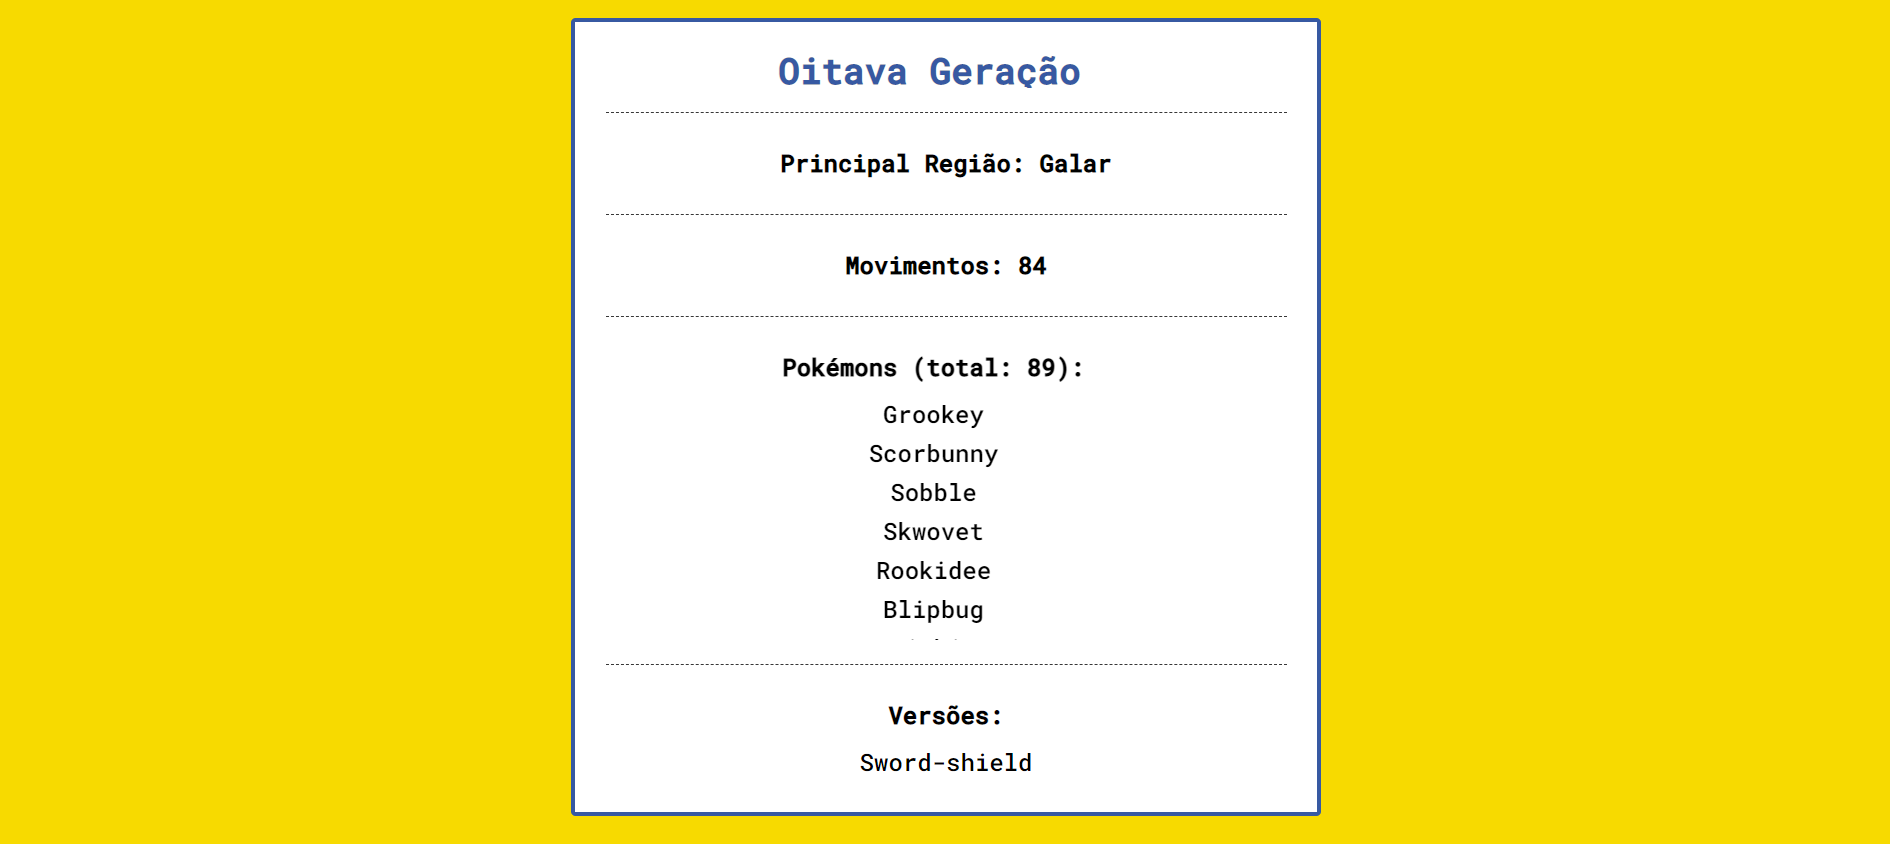 Oitava Geração
Principal Região: Galar
Movimentos: 84
Pokémons (total: 89):
Grookey
Scorbunny
Sobble
Skwovet
Rookidee
Blipbug
Versões:
Sword-shield